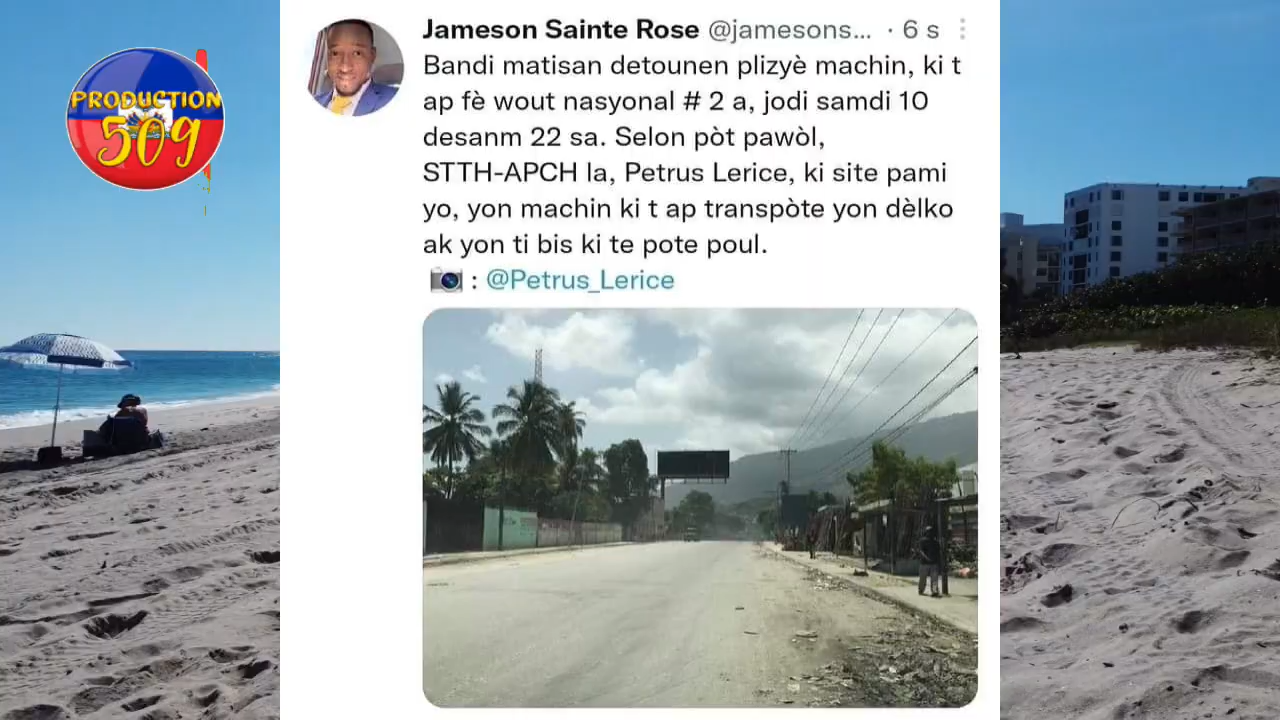 PRODUCTION
509
Jameson Sainte Rose @jamesons... · 6 s
Bandi matisan detounen plizyè machin, ki t
ap fè wout nasyonal # 2 a, jodi samdi 10
desanm 22 sa. Selon pòt pawòl,
STTH-APCH la, Petrus Lerice, ki site pami
yo, yon machin ki t ap transpòte yon dèlko
ak yon ti bis ki te pote poul.
: @Petrus_Lerice